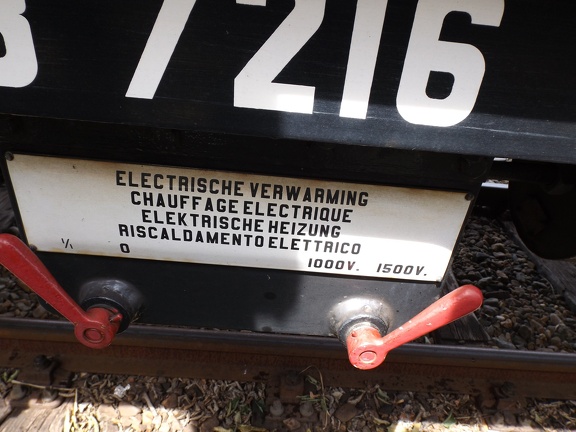 7216
ELECTRISCHE VERWARMING
CHAUFFAGE ELECTRIQUE
ELEKTRISCHE HEIZUNG
RISCALDAMENTO ELETTRICO
1/1 0 1000V. 1500V.